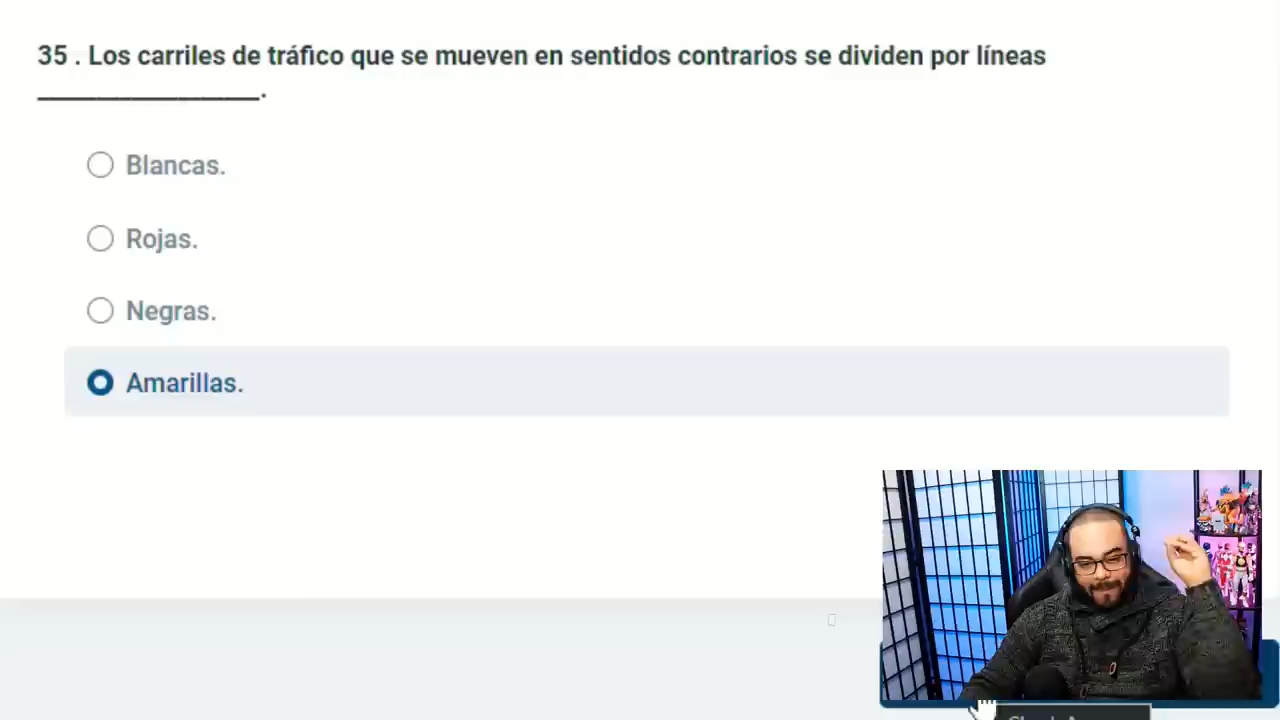 35 . Los carriles de tráfico que se mueven en sentidos contrarios se dividen por líneas
_________________.
Blancas.
Rojas.
Negras.
Amarillas.